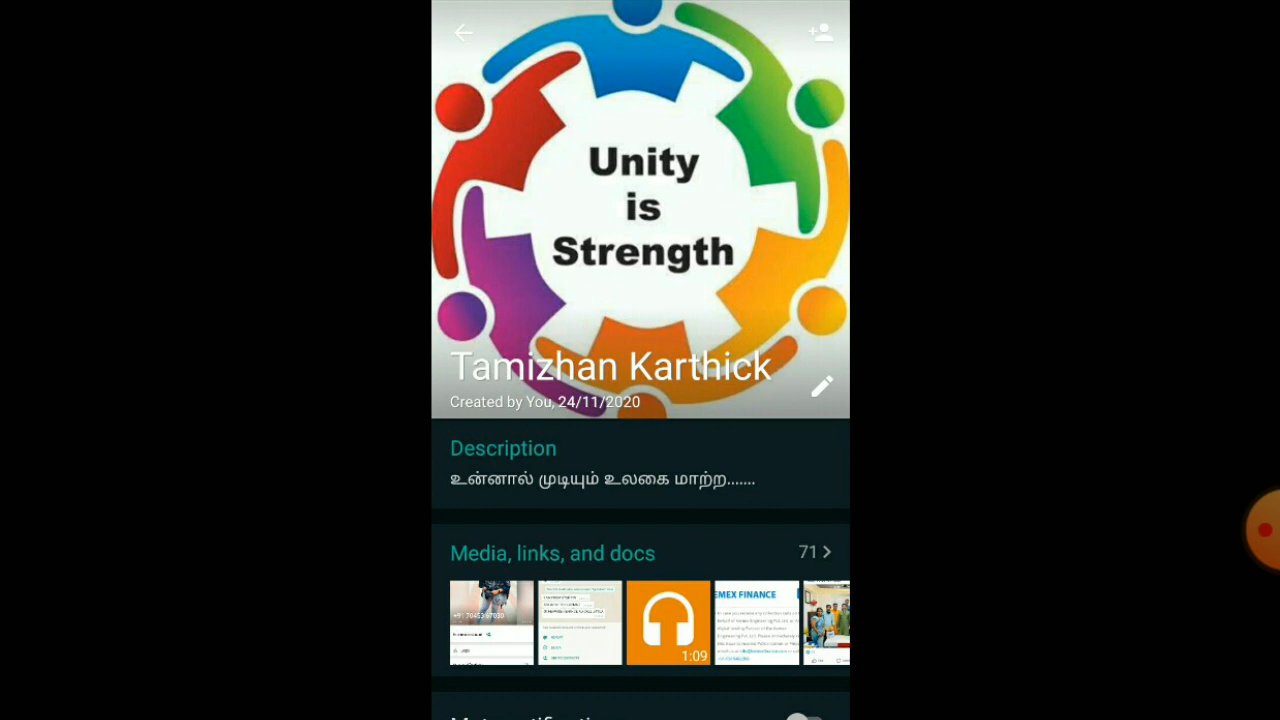 Unity
is
Strength
Tamizhan Karthick
Created by You, 24/11/2020
Description
உன்னால் முடியும் உலகை மாற்ற.......
Media, links, and docs
71
EMEX FINANCE
1:09